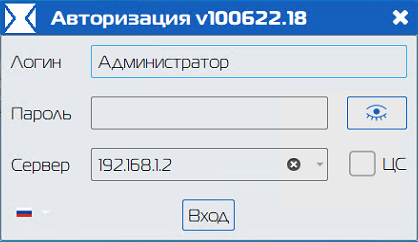 Авторизация v100622.18
Логин Администратор
Пароль
Сервер 192.168.1.2 ЦС
Вход